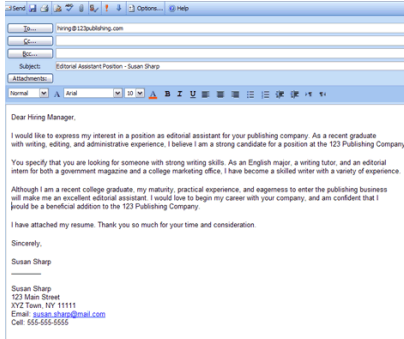 Send Options... Help
To... hiring@123publishing.com
Cc...
Bcc...
Subject: Editorial Assistant Position - Susan Sharp
Attachments:
Normal A Arial 10 A B I U
Dear Hiring Manager,
I would like to express my interest in a position as editorial assistant for your publishing company. As a recent graduate
with writing, editing, and administrative experience, I believe I am a strong candidate for a position at the 123 Publishing Company
You specify that you are looking for someone with strong writing skills. As an English major, a writing tutor, and an editorial
intern for both a government magazine and a college marketing office, I have become a skilled writer with a variety of experience.
Although I am a recent college graduate, my maturity, practical experience, and eagerness to enter the publishing business
will make me an excellent editorial assistant. I would love to begin my career with your company, and am confident that I
would be a beneficial addition to the 123 Publishing Company.
I have attached my resume. Thank you so much for your time and consideration.
Sincerely,
Susan Sharp
Susan Sharp
123 Main Street
XYZ Town, NY 11111
Email: susan.sharp@mail.com
Cell: 555-555-5555